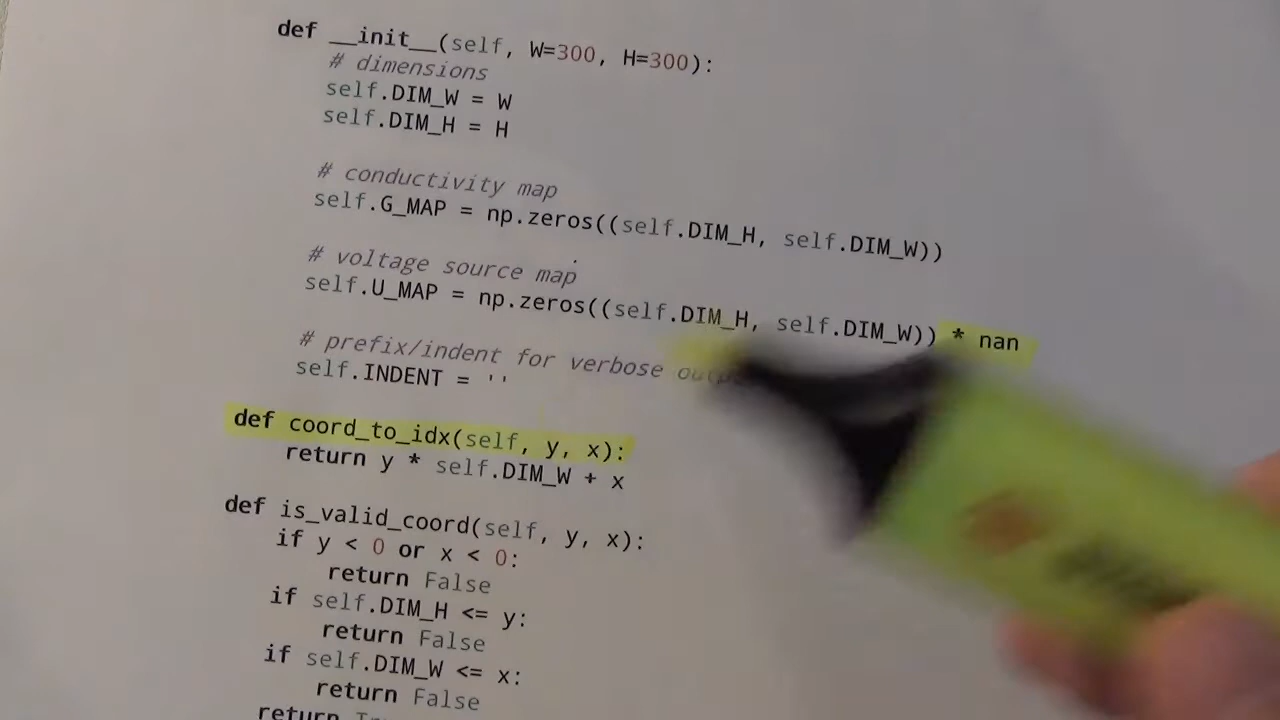 def __init__(self, W=300, H=300):
# dimensions
self.DIM_W = W
self.DIM_H = H
# conductivity map
self.G_MAP = np.zeros((self.DIM_H, self.DIM_W))
# voltage source map
self.U_MAP = np.zeros((self.DIM_H, self.DIM_W)) * nan
# prefix/indent for verbose
self.INDENT = ''
def coord_to_idx(self, y, x):
return y * self.DIM_W + x
def is_valid_coord(self, y, x):
if y < 0 or x < 0:
return False
if self.DIM_H <= y:
return False
if self.DIM_W <= x:
return False
return